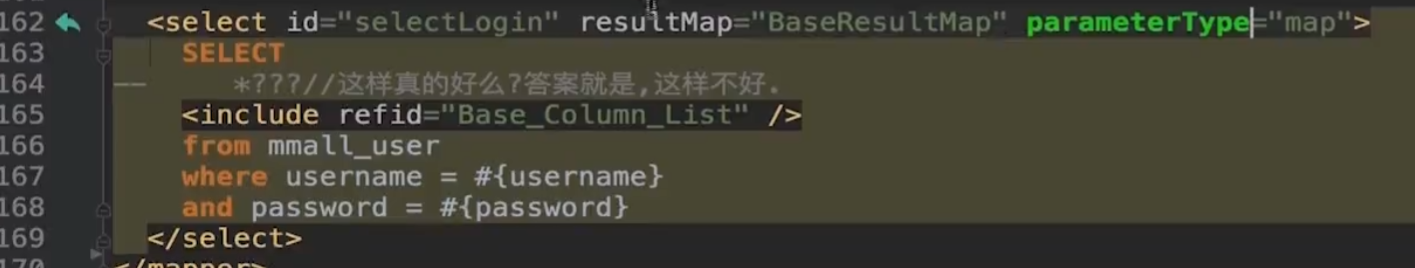 162 <select id="selectLogin" resultMap="BaseResultMap" parameterType="map">
163 SELECT
164 -- *???//这样真的好么?答案就是,这样不好.
165 <include refid="Base_Column_List" />
166 from mmall_user
167 where username = #{username}
168 and password = #{password}
169 </select>
170 </mapper>